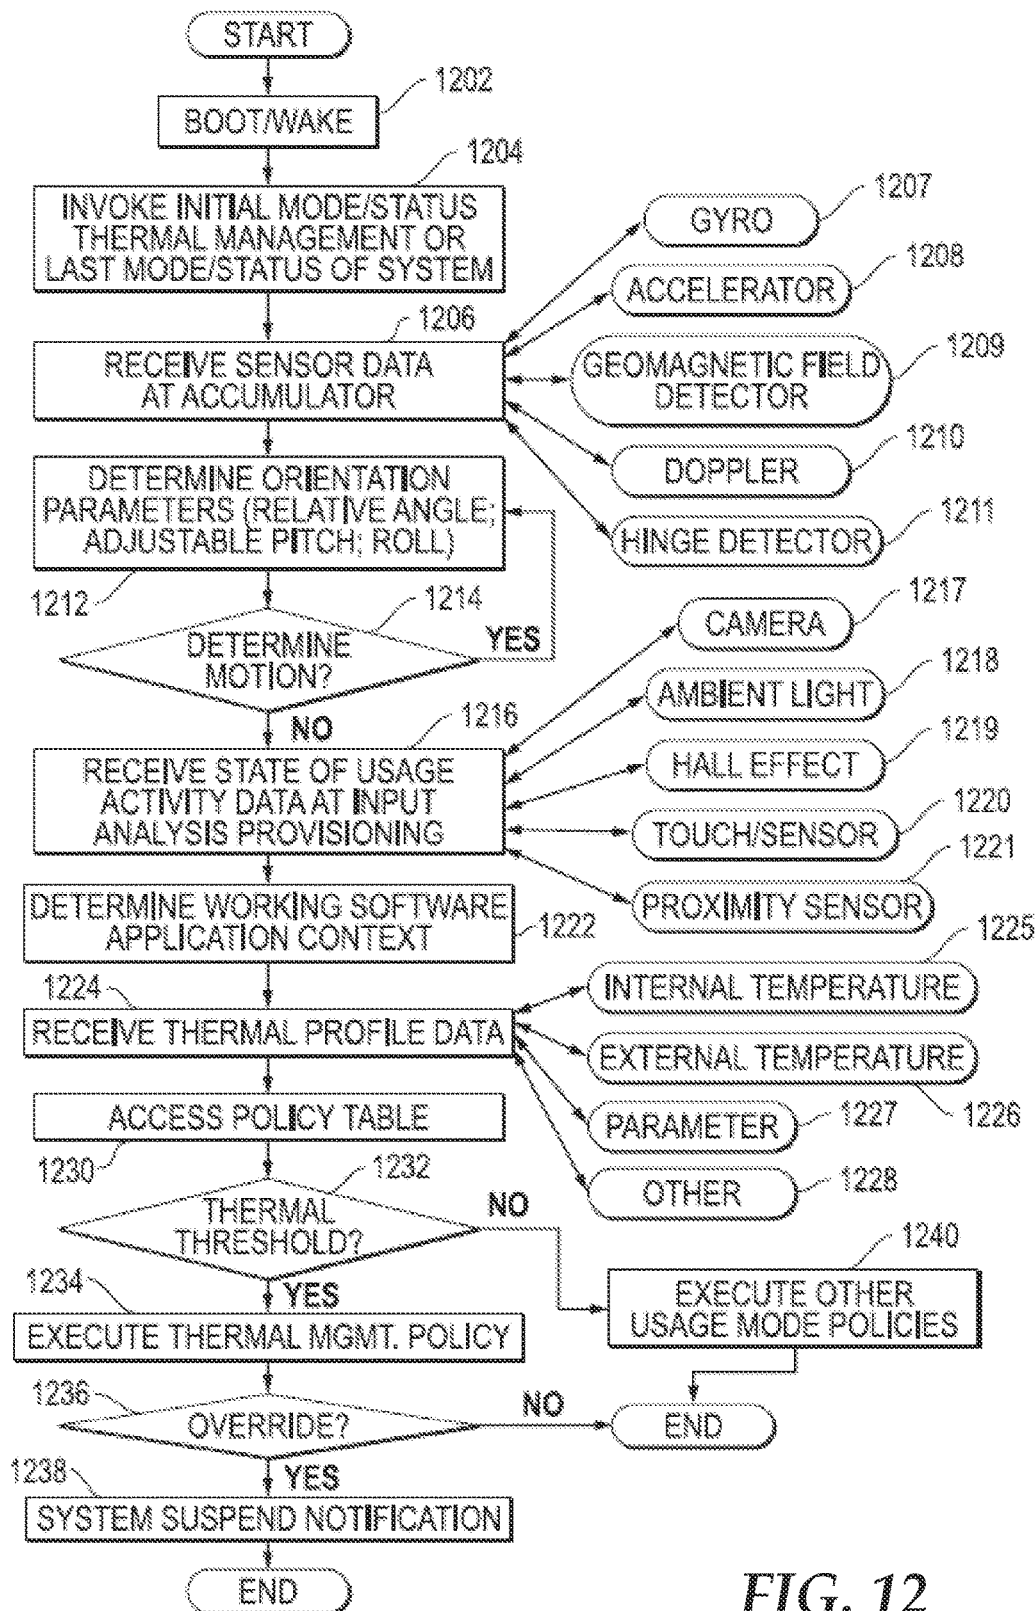 START
1202
BOOT/WAKE
1204
INVOKE INITIAL MODE/STATUS
THERMAL MANAGEMENT OR
LAST MODE/STATUS OF SYSTEM
1206
RECEIVE SENSOR DATA
AT ACCUMULATOR
1207
GYRO
1208
ACCELERATOR
1209
GEOMAGNETIC FIELD
DETECTOR
1210
DOPPLER
1211
HINGE DETECTOR
DETERMINE ORIENTATION
PARAMETERS (RELATIVE ANGLE;
ADJUSTABLE PITCH; ROLL)
1212
1214
DETERMINE
MOTION?
YES
NO
1216
RECEIVE STATE OF USAGE
ACTIVITY DATA AT INPUT
ANALYSIS PROVISIONING
1217
CAMERA
1218
AMBIENT LIGHT
1219
HALL EFFECT
1220
TOUCH/SENSOR
1221
PROXIMITY SENSOR
DETERMINE WORKING SOFTWARE
APPLICATION CONTEXT
1222
1224
RECEIVE THERMAL PROFILE DATA
1225
INTERNAL TEMPERATURE
EXTERNAL TEMPERATURE
1226
PARAMETER
1227
OTHER
1228
ACCESS POLICY TABLE
1230
1232
THERMAL
THRESHOLD?
NO
YES
1234
EXECUTE THERMAL MGMT. POLICY
1240
EXECUTE OTHER
USAGE MODE POLICIES
1236
OVERRIDE?
NO
END
YES
1238
SYSTEM SUSPEND NOTIFICATION
END
FIG. 12